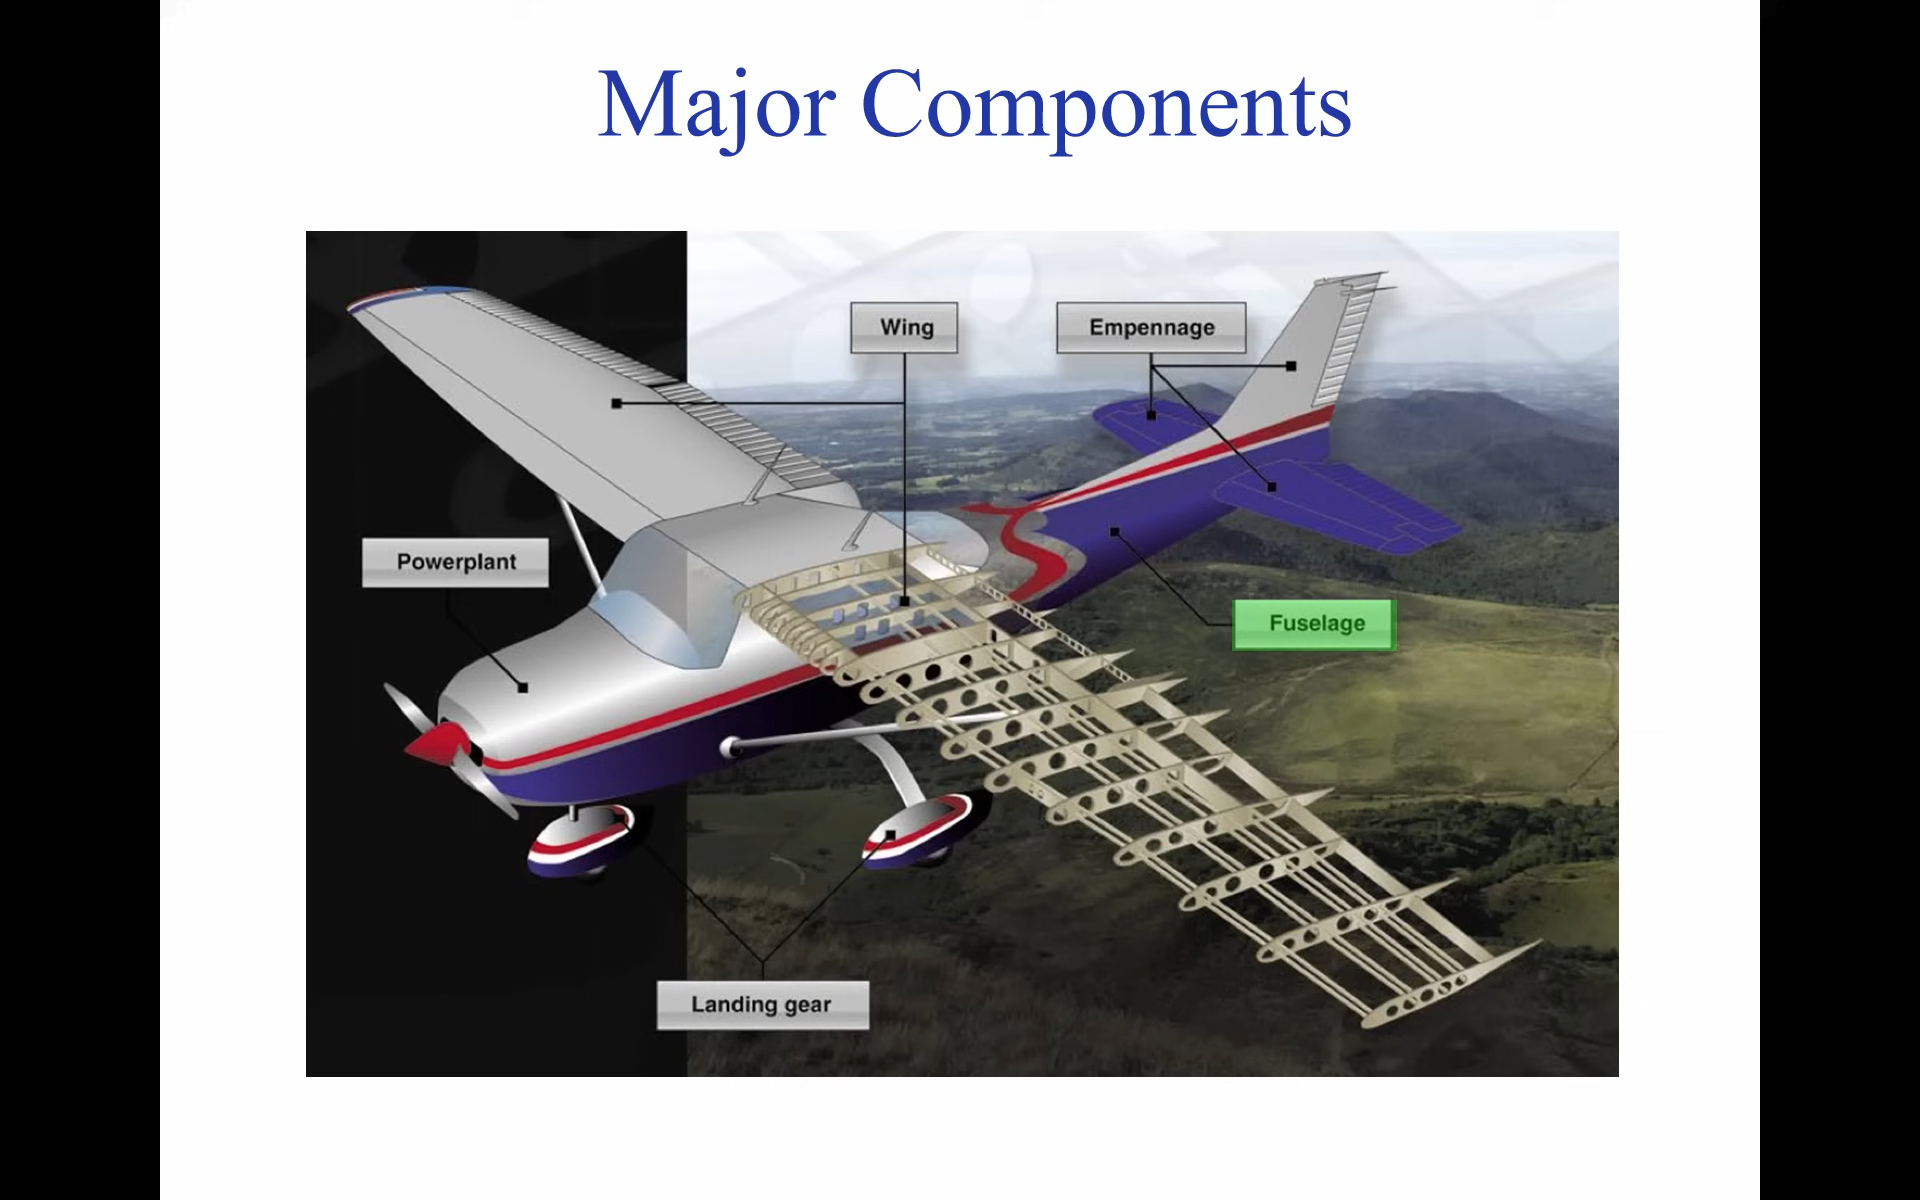 Major Components
Wing
Empennage
Powerplant
Fuselage
Landing gear